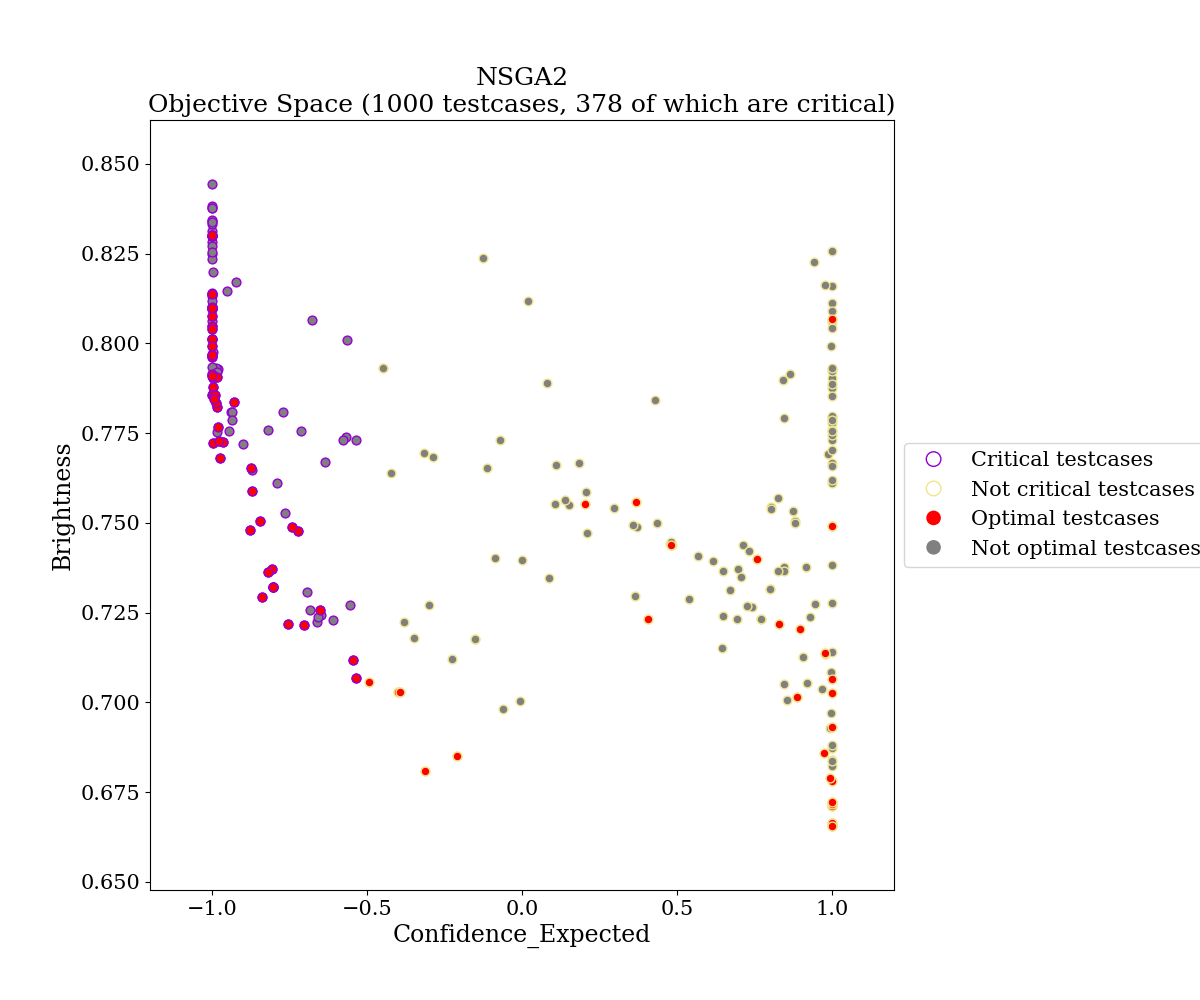 NSGA2
Objective Space (1000 testcases, 378 of which are critical)
0.850
0.825
0.800
0.775
0.750
0.725
0.700
0.675
0.650
Brightness
−1.0
−0.5
0.0
0.5
1.0
Confidence_Expected
Critical testcases
Not critical testcases
Optimal testcases
Not optimal testcases